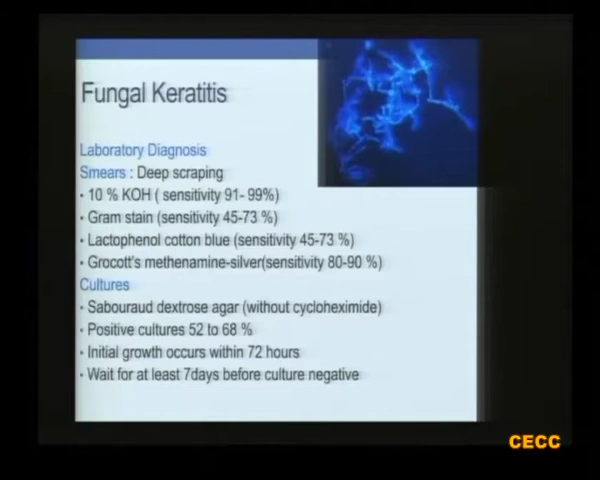 Fungal Keratitis
Laboratory Diagnosis
Smears : Deep scraping
• 10 % KOH ( sensitivity 91- 99%)
• Gram stain (sensitivity 45-73 %)
• Lactophenol cotton blue (sensitivity 45-73 %)
• Grocott's methenamine-silver(sensitivity 80-90 %)
Cultures
• Sabouraud dextrose agar (without cycloheximide)
• Positive cultures 52 to 68 %
• Initial growth occurs within 72 hours
• Wait for at least 7days before culture negative
CECC